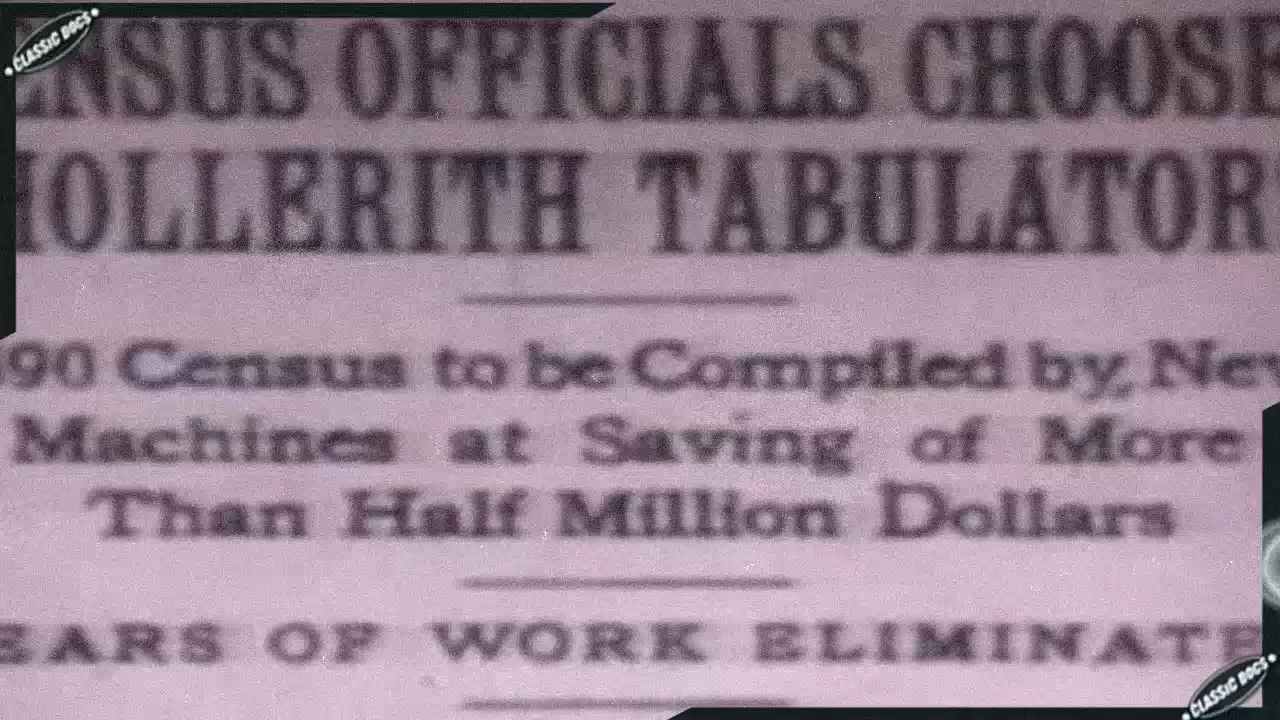 CLASSIC DOCS
ENSUS OFFICIALS CHOOSE
HOLLERITH TABULATOR
90 Census to be Compiled by New
Machines at Saving of More
Than Half Million Dollars
EARS OF WORK ELIMINATE
CLASSIC DOCS